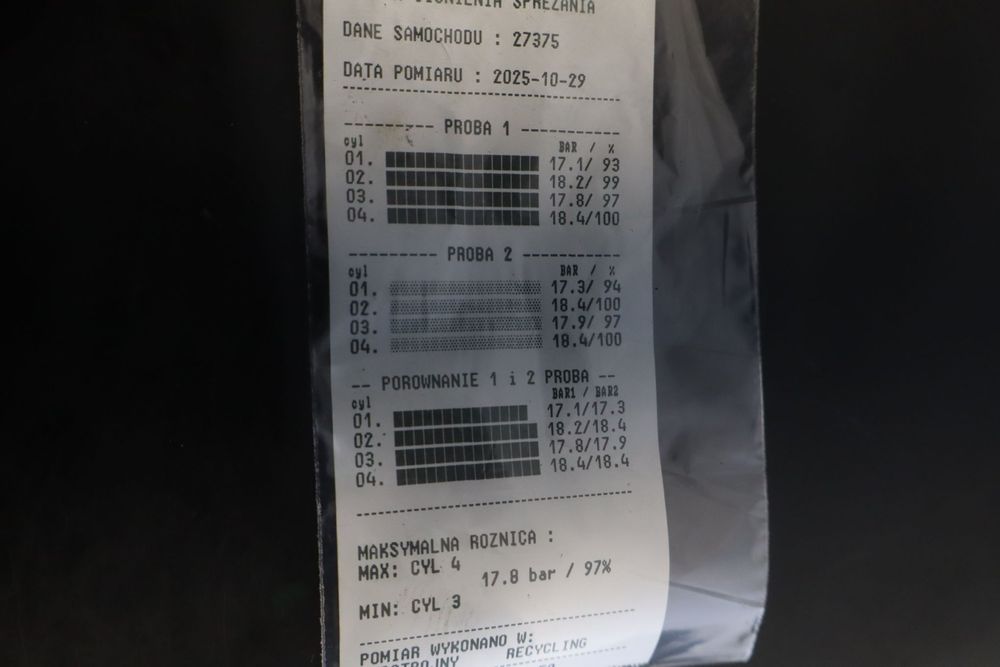 SPREZANIA
DANE SAMOCHODU : 27375
DATA POMIARU : 2025-10-29
PROBA 1
cyl BAR / %
01. 17.1/ 93
02. 18.2/ 99
03. 17.8/ 97
04. 18.4/100
PROBA 2
cyl BAR / %
01. 17.3/ 94
02. 18.4/100
03. 17.9/ 97
04. 18.4/100
-- POROWNANIE 1 i 2 PROBA --
cyl BAR1 / BAR2
01. 17.1/17.3
02. 18.2/18.4
03. 17.8/17.9
04. 18.4/18.4
MAKSYMALNA ROZNICA :
MAX: CYL 4
17.8 bar / 97%
MIN: CYL 3
POMIAR WYKONANO W:
RECYCLING